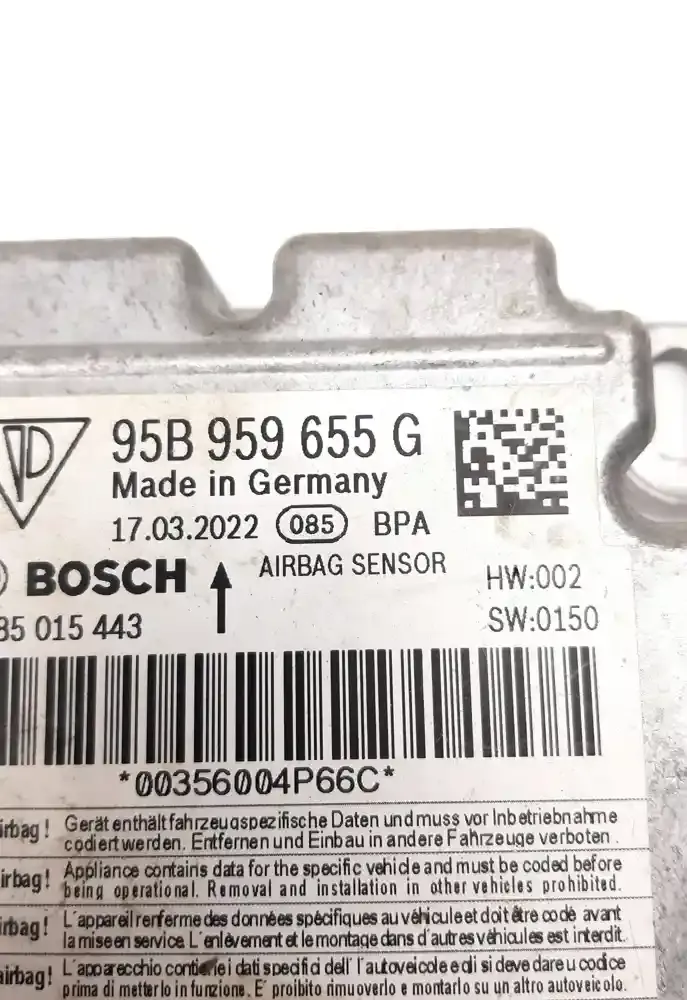 95B 959 655 G
Made in Germany
17.03.2022 085 BPA
BOSCH AIRBAG SENSOR HW:002
85 015 443 SW:0150
*00356004P66C*
irbag! Gerät enthält fahrzeugspezifische Daten und muss vor Inbetriebnahme
codiert werden. Entfernen und Einbau in andere Fahrzeuge verboten.
irbag! Appliance contains data for the specific vehicle and must be coded before
being operational. Removal and installation in other vehicles prohibited.
irbag! L'appareil renferme des données spécifiques au véhicule et doit être codé avant
la mise en service. L'enlèvement et le montage dans d'autres véhicules est interdit.
airbag! L'apparecchio contiene i dati specifici dell' l'autoveicolo e di si deve dare u codice
prima di metterlo in funzione. E' proibito rimuoverlo e montarlo su un altro autoveicolo.